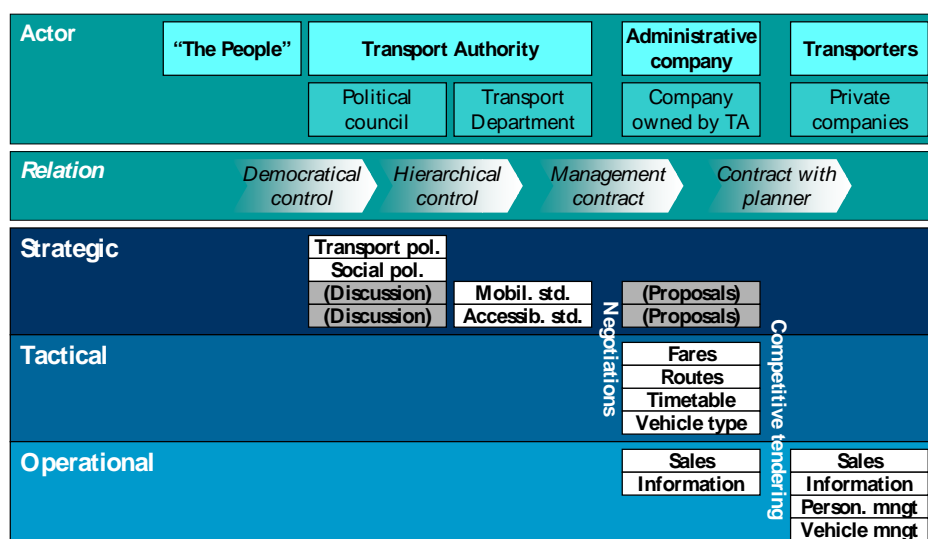 Actor
“The People”
Transport Authority
Administrative
company
Transporters
Political
council
Transport
Department
Company
owned by TA
Private
companies
Relation
Democratical
control
Hierarchical
control
Management
contract
Contract with
planner
Strategic
Transport pol.
Social pol.
(Discussion)
(Discussion)
Mobil. std.
Accessib. std.
Negotiations
(Proposals)
(Proposals)
Competitive tendering
Tactical
Fares
Routes
Timetable
Vehicle type
Operational
Sales
Information
Sales
Information
Person. mngt
Vehicle mngt